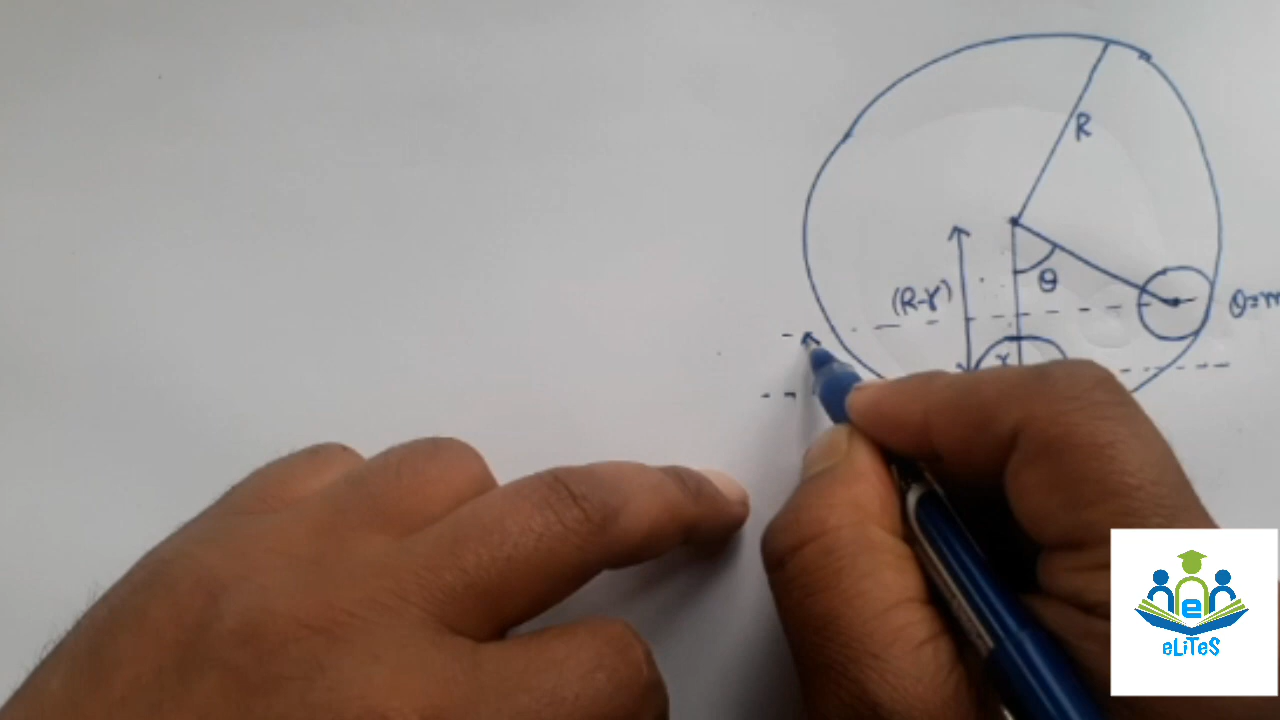 R
θ
(R-r)
θ=m
r
eLiTeS